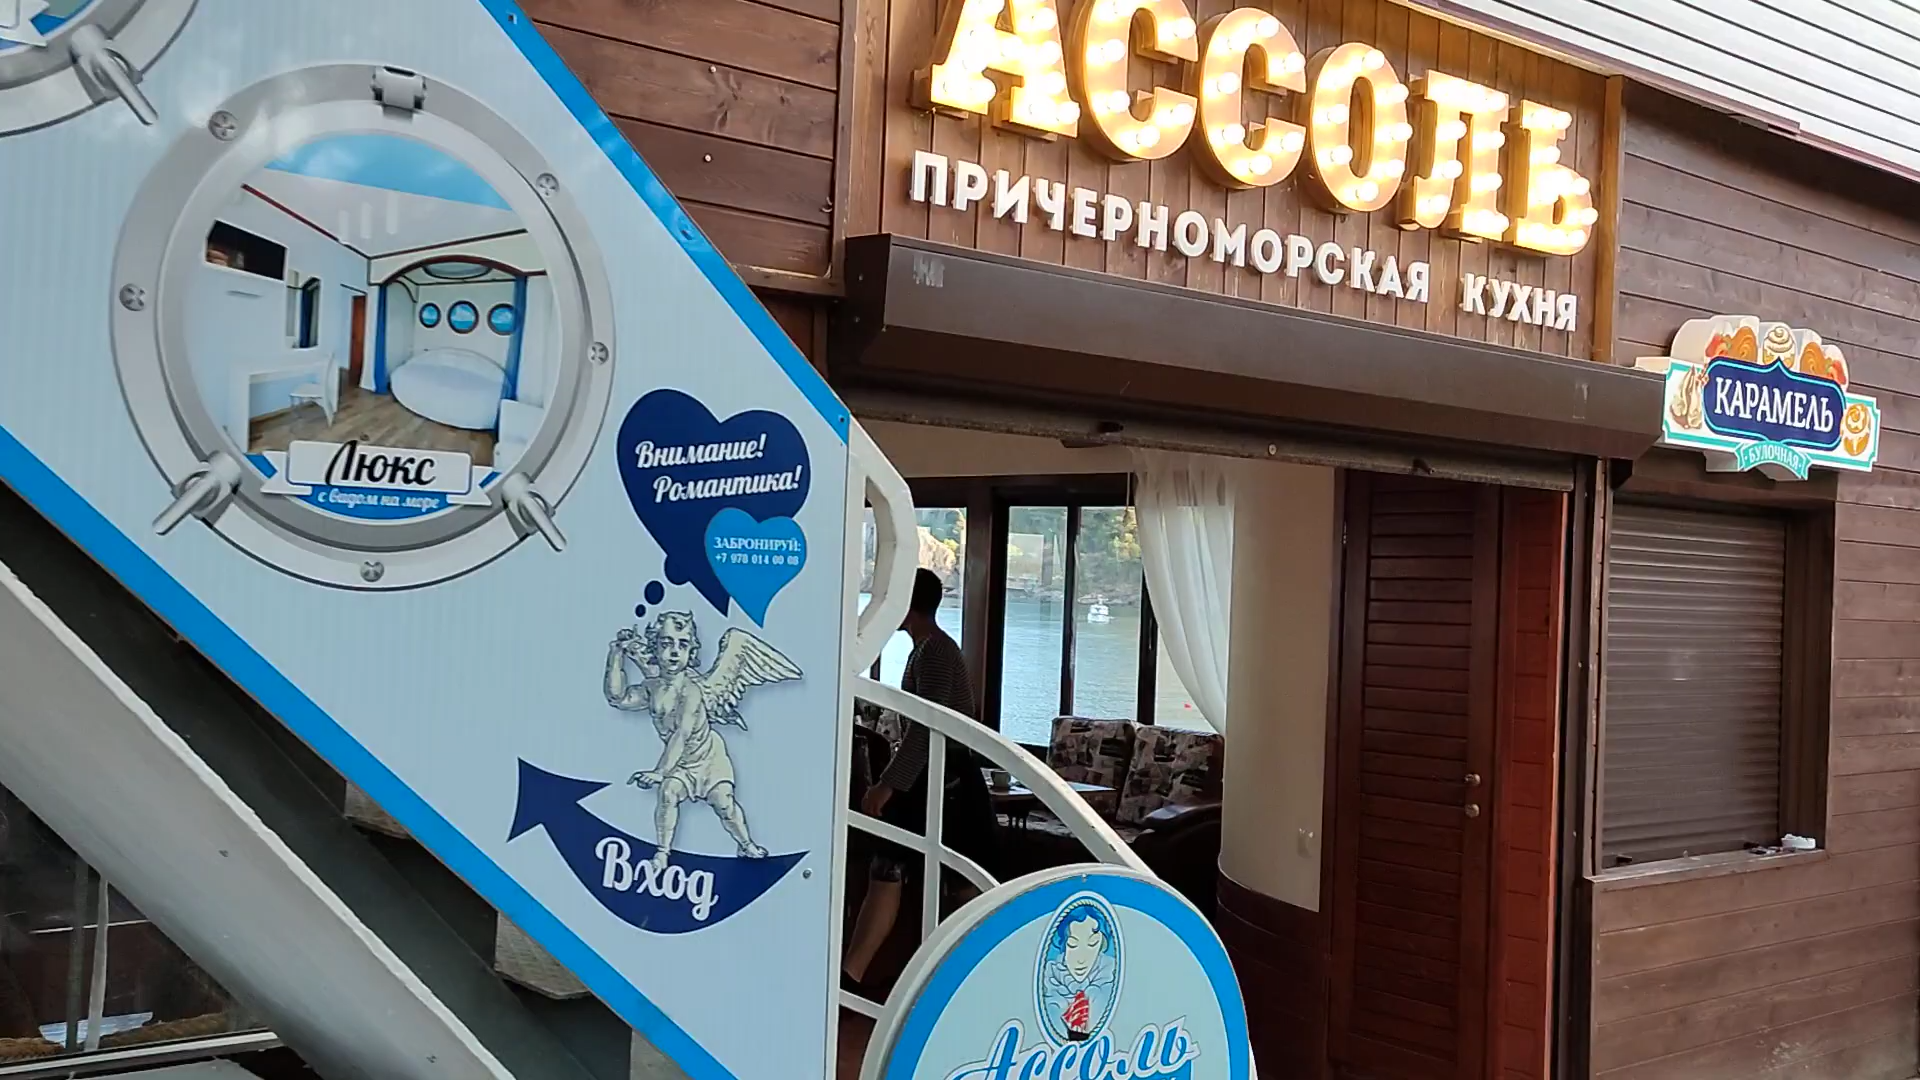 АССОЛЬ
ПРИЧЕРНОМОРСКАЯ КУХНЯ
КАРАМЕЛЬ
БУЛОЧНАЯ
Люкс
с видом на море
Внимание!
Романтика!
ЗАБРОНИРУЙ:
+7 978 014 00 08
Вход
Ассоль